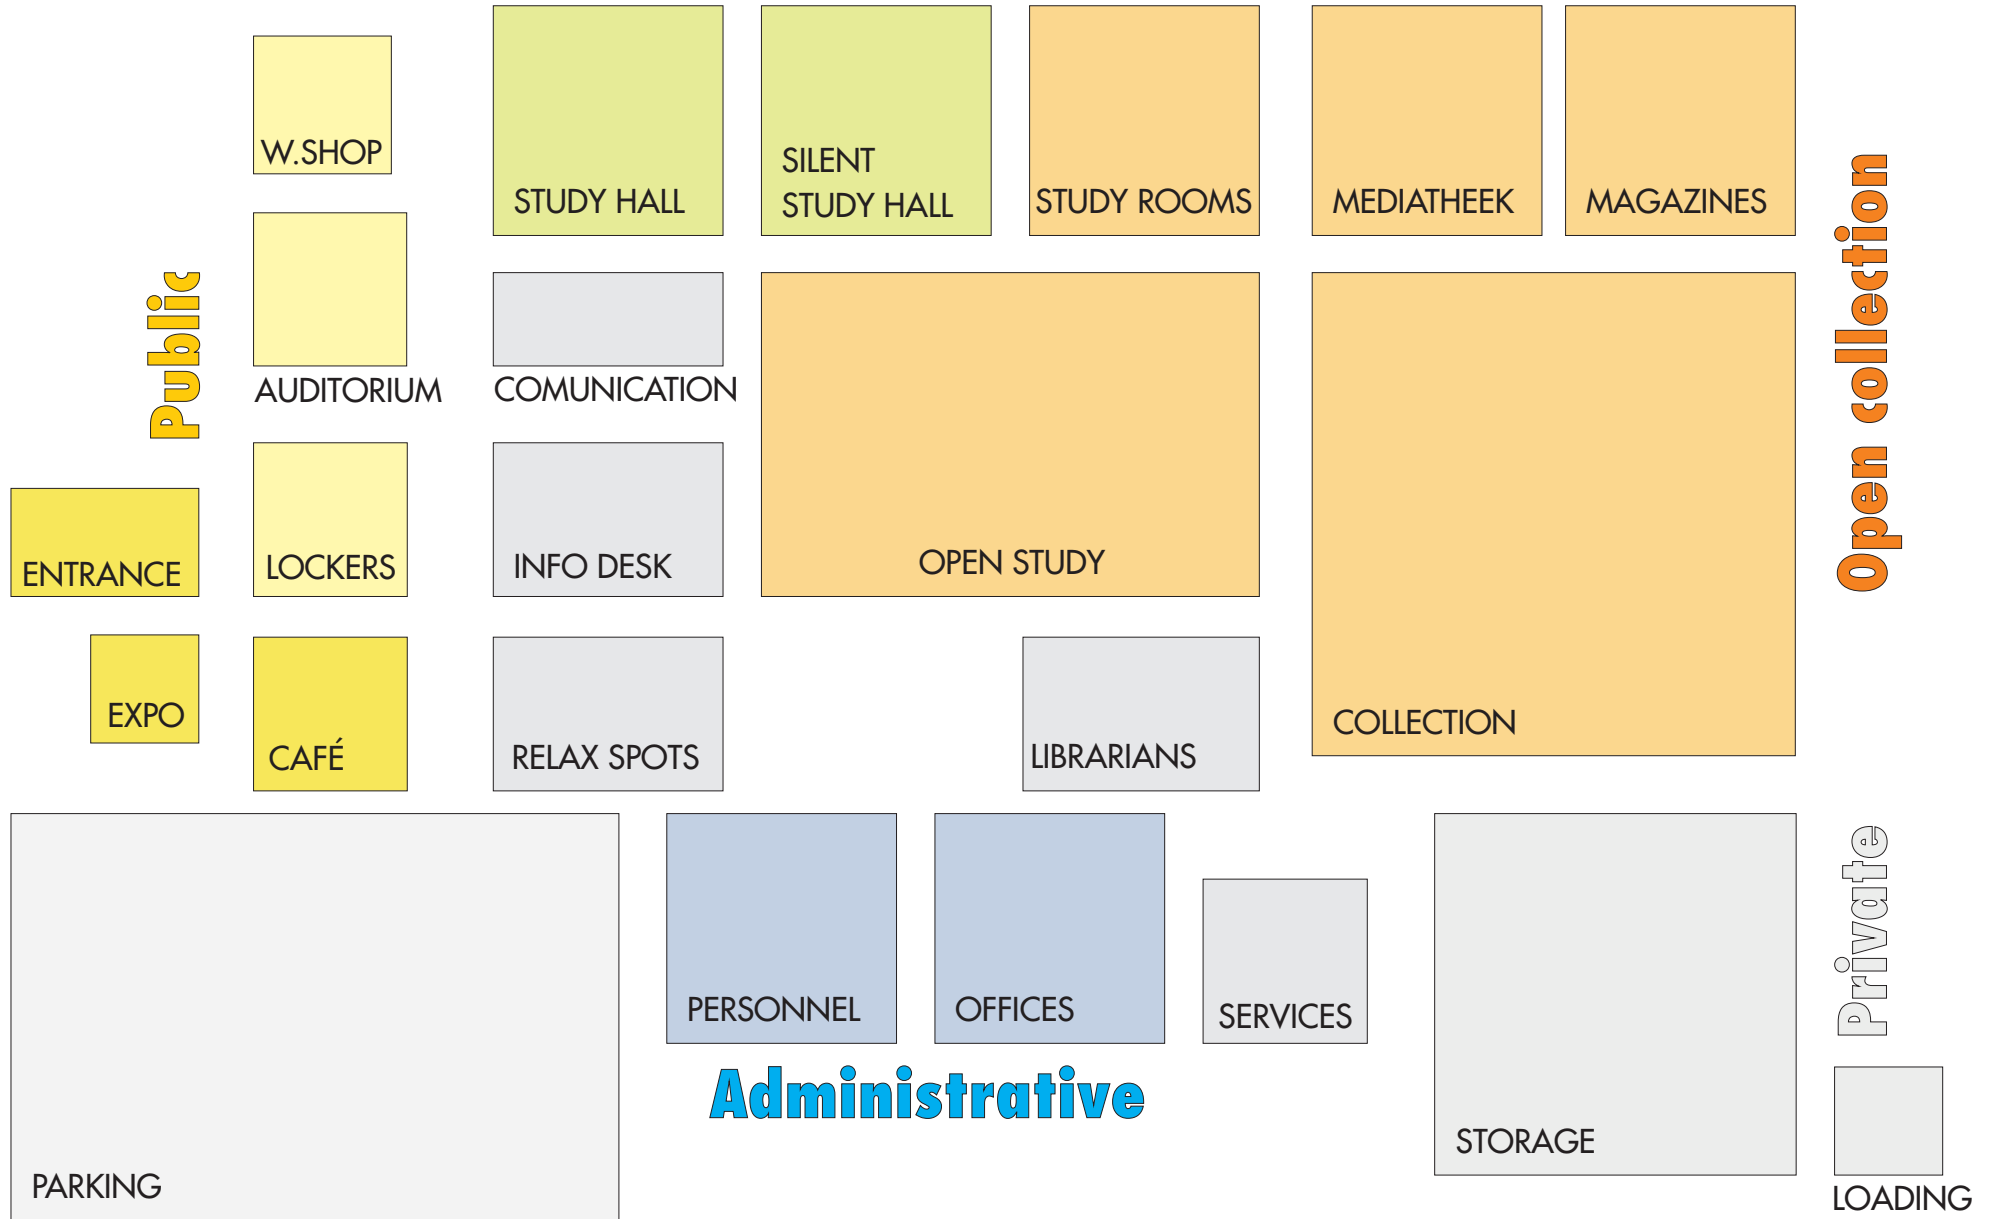 W.SHOP
STUDY HALL
SILENT
STUDY HALL
STUDY ROOMS
MEDIATHEEK
MAGAZINES
Public
AUDITORIUM
COMUNICATION
Open collection
ENTRANCE
LOCKERS
INFO DESK
OPEN STUDY
EXPO
CAFÉ
RELAX SPOTS
LIBRARIANS
COLLECTION
PERSONNEL
OFFICES
SERVICES
Private
Administrative
STORAGE
PARKING
LOADING